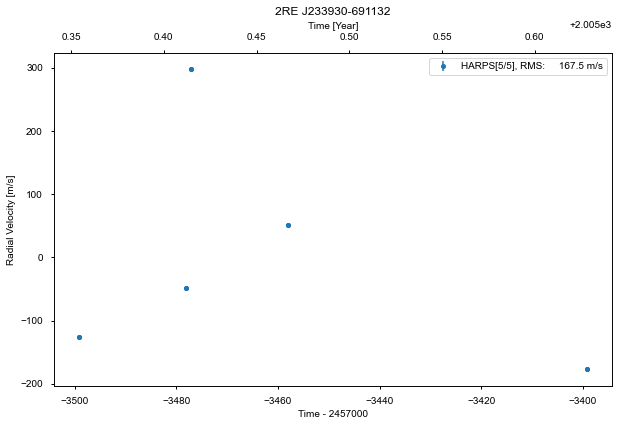 2RE J233930-691132
Time [Year]
+2.005e3
0.35 0.40 0.45 0.50 0.55 0.60
HARPS[5/5], RMS: 167.5 m/s
300
200
100
0
−100
−200
Radial Velocity [m/s]
−3500 −3480 −3460 −3440 −3420 −3400
Time - 2457000